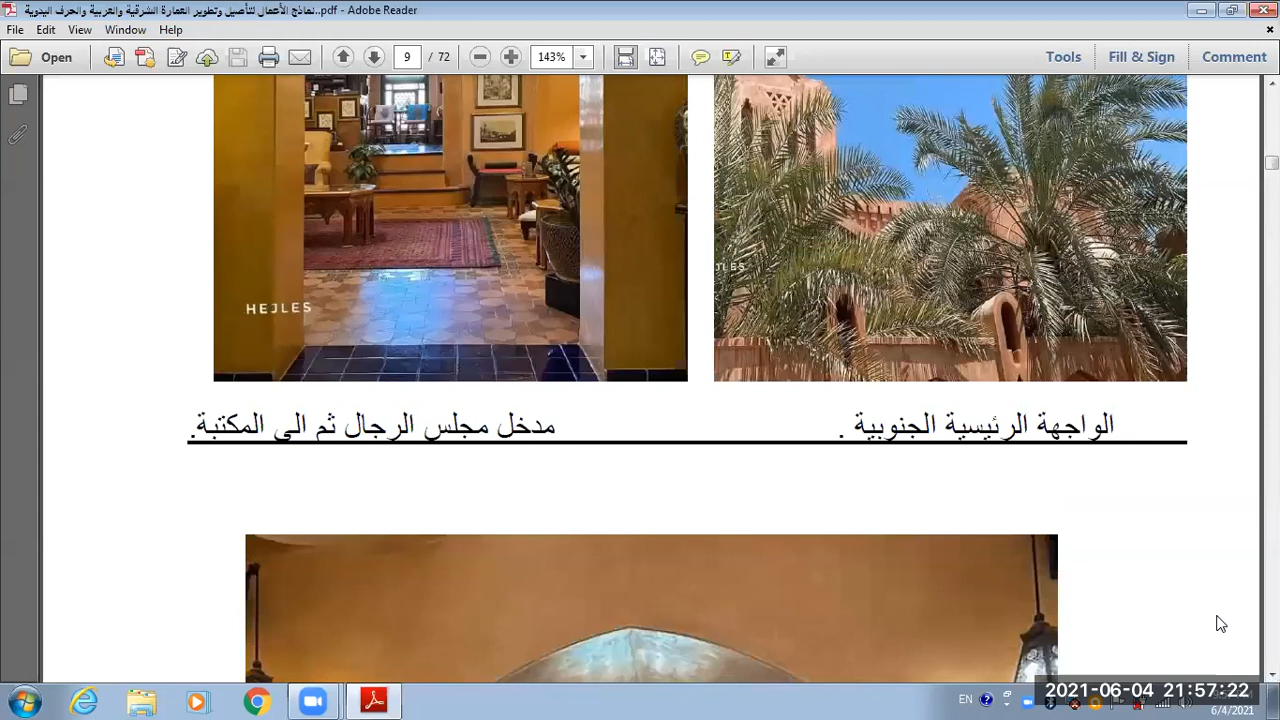 نماذج الأعمال لتأصيل وتطوير العمارة الشرقية والعربية والحرف اليدوية..pdf - Adobe Reader
File Edit View Window Help
Open 9 / 72 143% Tools Fill & Sign Comment
HEJLES
JLES
الواجهة الرئيسية الجنوبية .
مدخل مجلس الرجال ثم الى المكتبة.
EN
2021-06-04 21:57:22
6/4/2021